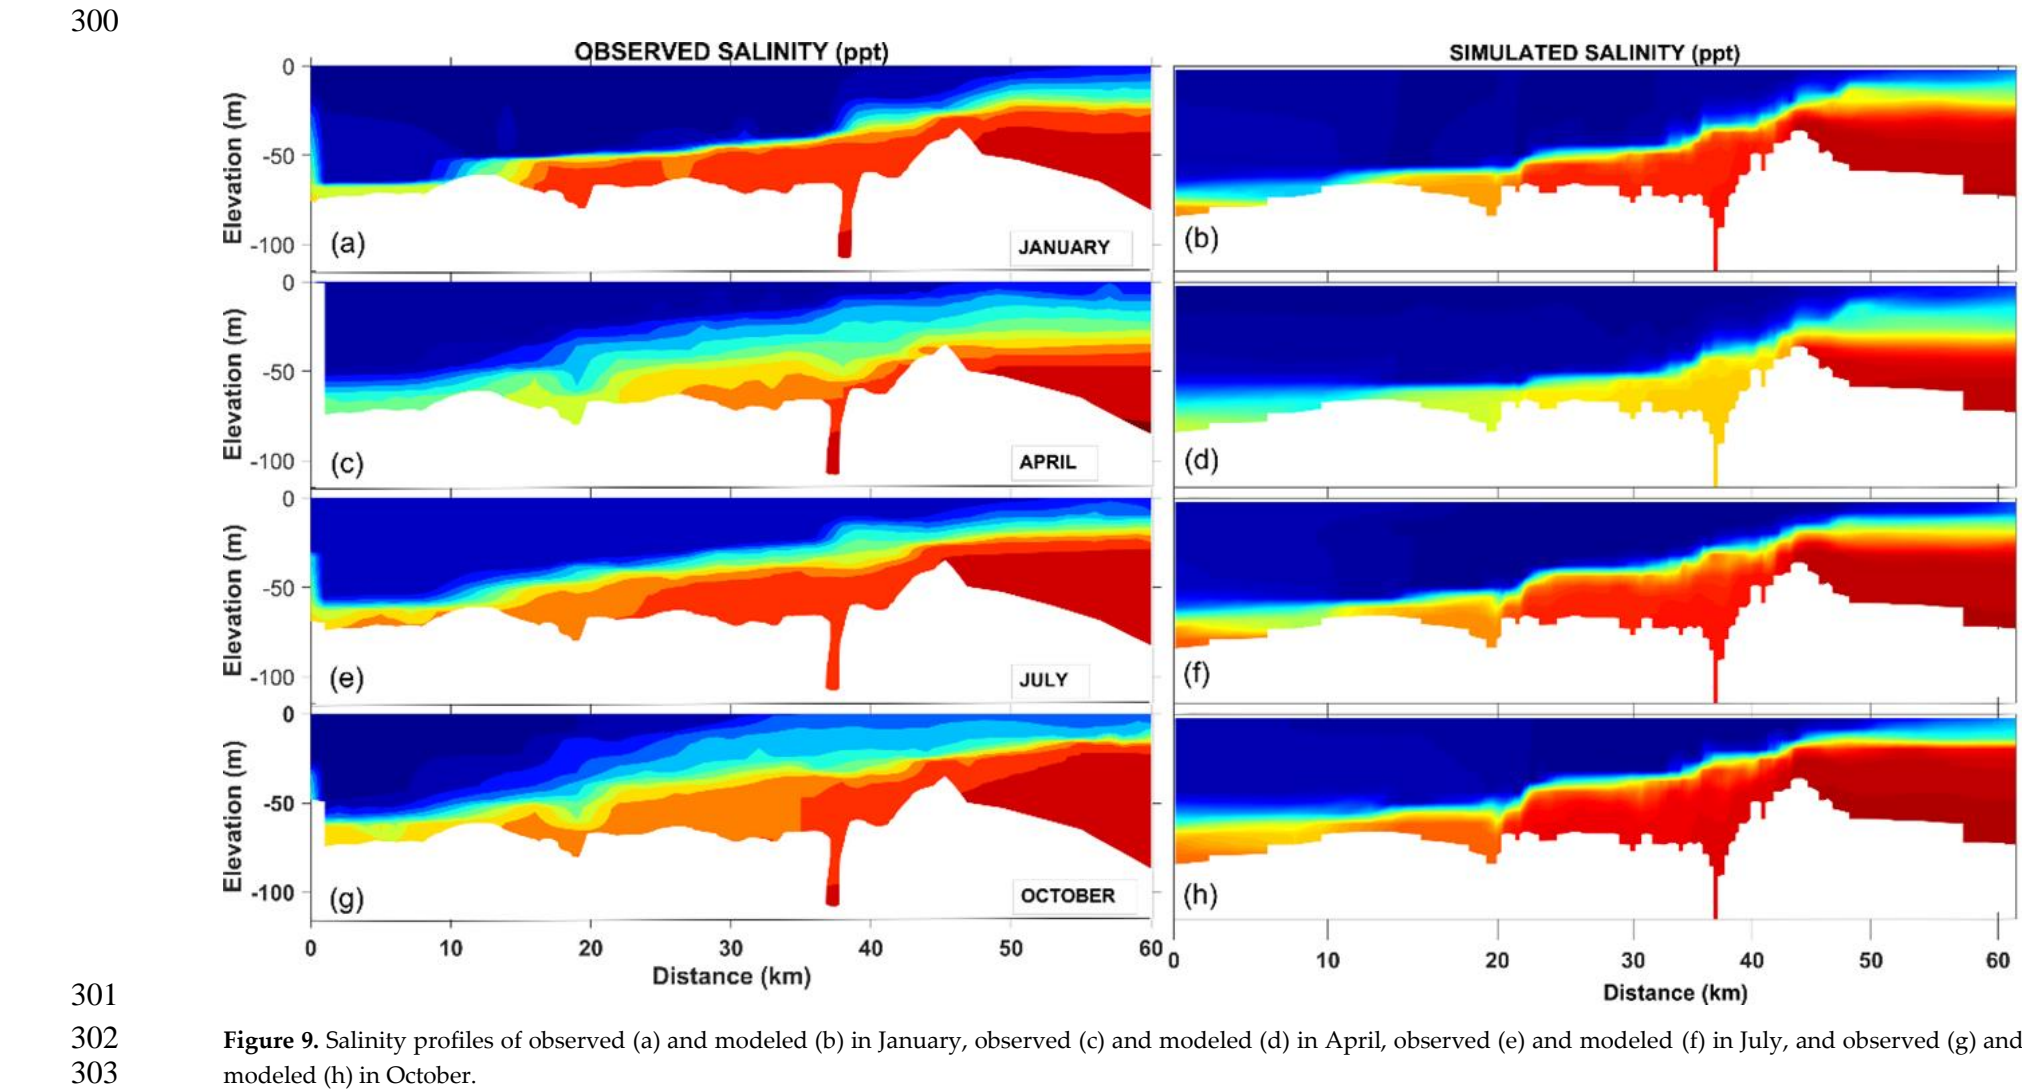 300
OBSERVED SALINITY (ppt)
SIMULATED SALINITY (ppt)
0
-50
-100
Elevation (m)
(a)
JANUARY
(b)
0
-50
-100
Elevation (m)
(c)
APRIL
(d)
0
-50
-100
Elevation (m)
(e)
JULY
(f)
0
-50
-100
Elevation (m)
(g)
OCTOBER
(h)
0 10 20 30 40 50 60
Distance (km)
0 10 20 30 40 50 60
Distance (km)
301
302 Figure 9. Salinity profiles of observed (a) and modeled (b) in January, observed (c) and modeled (d) in April, observed (e) and modeled (f) in July, and observed (g) and
303 modeled (h) in October.